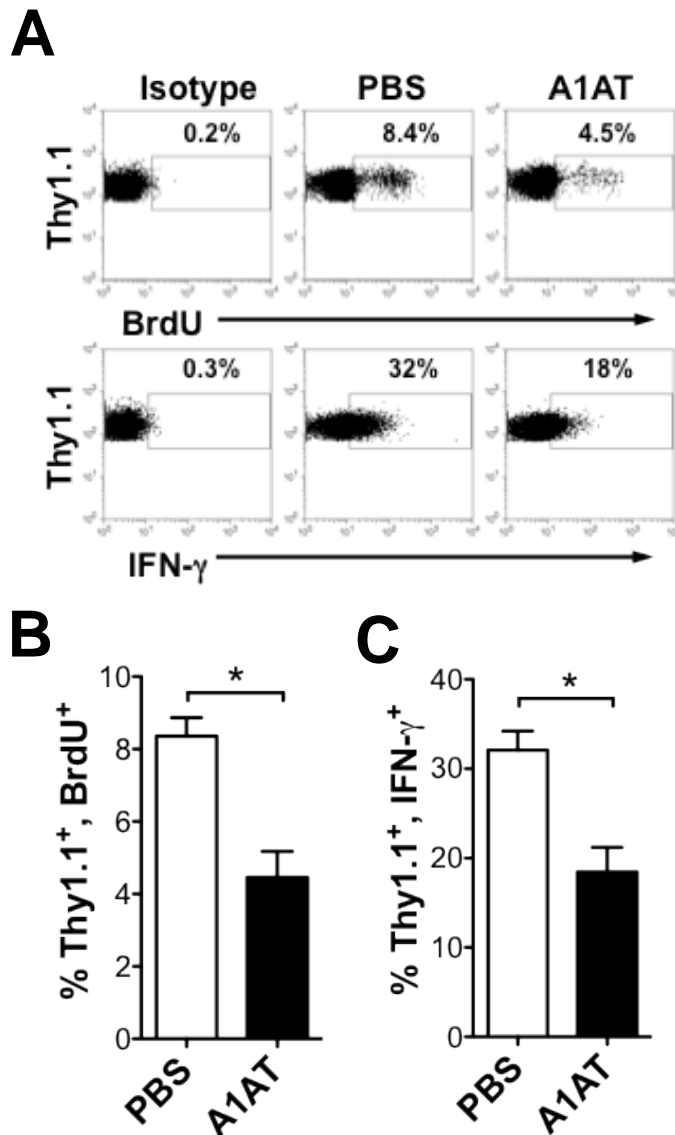 A
Isotype PBS A1AT
0.2% 8.4% 4.5%
Thy1.1
BrdU
0.3% 32% 18%
Thy1.1
IFN-γ
B
% Thy1.1+, BrdU+
10
8
6
4
2
0
*
PBS A1AT
C
% Thy1.1+, IFN-γ+
40
30
20
10
0
*
PBS A1AT